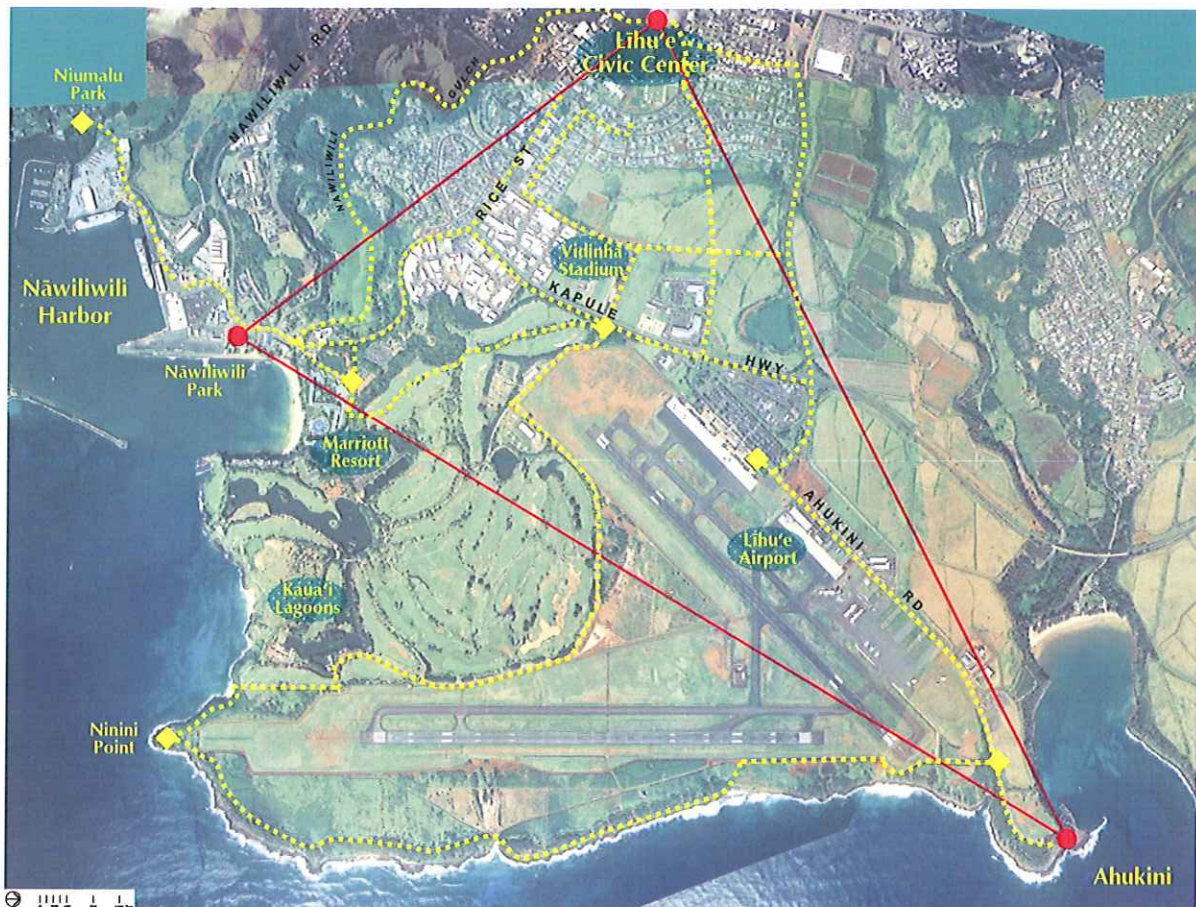 Līhu‘e
Civic Center
Niumalu
Park
NAWILIWILI RD
GULCH
NAWILIWILI
RICE ST
Vidinha
Stadium
KAPULE
HWY
Nāwiliwili
Harbor
Nāwiliwili
Park
Marriott
Resort
AHUKINI
RD
Līhu‘e
Airport
Kaua‘i
Lagoons
Ninini
Point
Ahukini